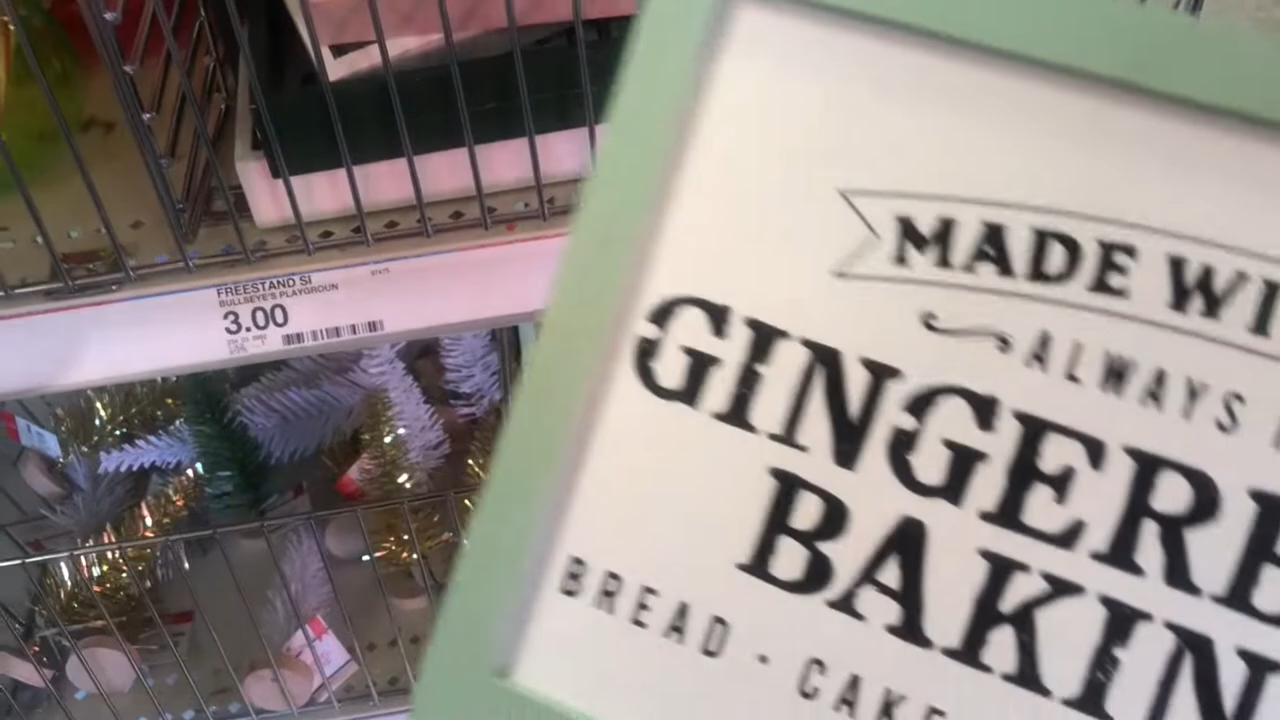 FREESTAND SI
BULLSEYE'S PLAYGROUN
3.00
MADE WI
ALWAYS
GINGERB
BAKIN
BREAD · CAKE